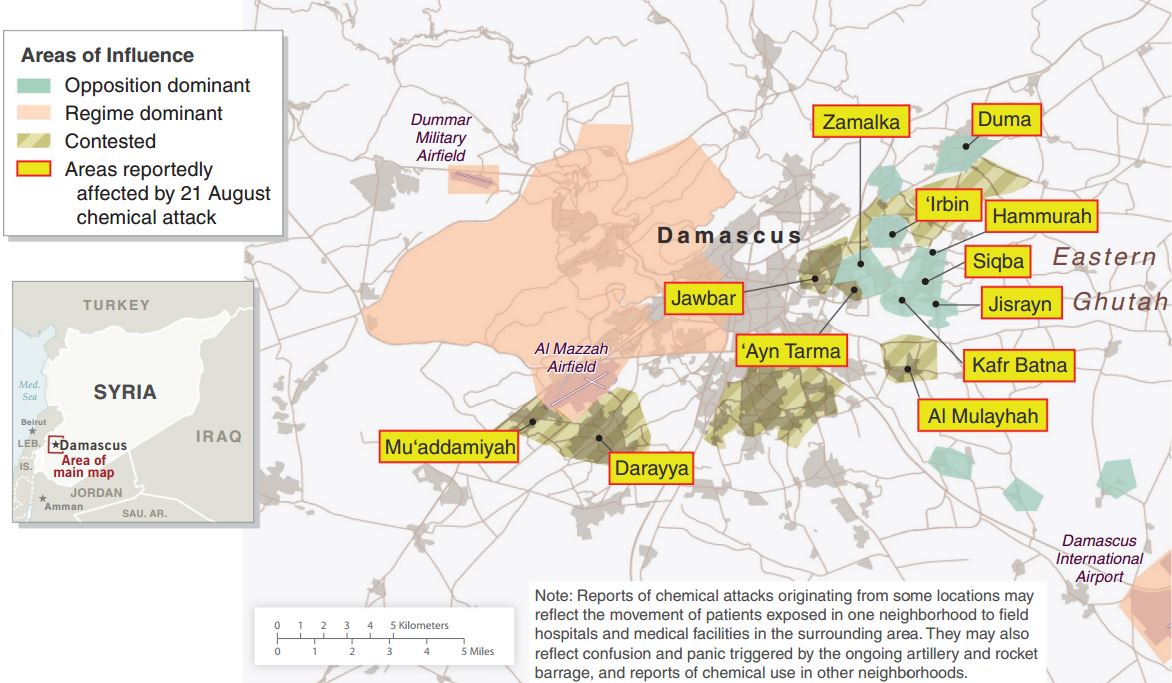 Areas of Influence
Opposition dominant
Regime dominant
Contested
Areas reportedly
affected by 21 August
chemical attack
TURKEY
SYRIA
Med.
Sea
Beirut
LEB.
Damascus
IRAQ
Area of
main map
IS.
JORDAN
Amman
SAU. AR.
Dummar
Military
Airfield
Zamalka
Duma
‘Irbin
Hammurah
Damascus
Siqba
Eastern
Jawbar
Jisrayn
Ghutah
Al Mazzah
Airfield
‘Ayn Tarma
Kafr Batna
Al Mulayhah
Mu‘addamiyah
Darayya
Damascus
International
Airport
0 1 2 3 4 5 Kilometers
0 1 2 3 4 5 Miles
Note: Reports of chemical attacks originating from some locations may
reflect the movement of patients exposed in one neighborhood to field
hospitals and medical facilities in the surrounding area. They may also
reflect confusion and panic triggered by the ongoing artillery and rocket
barrage, and reports of chemical use in other neighborhoods.